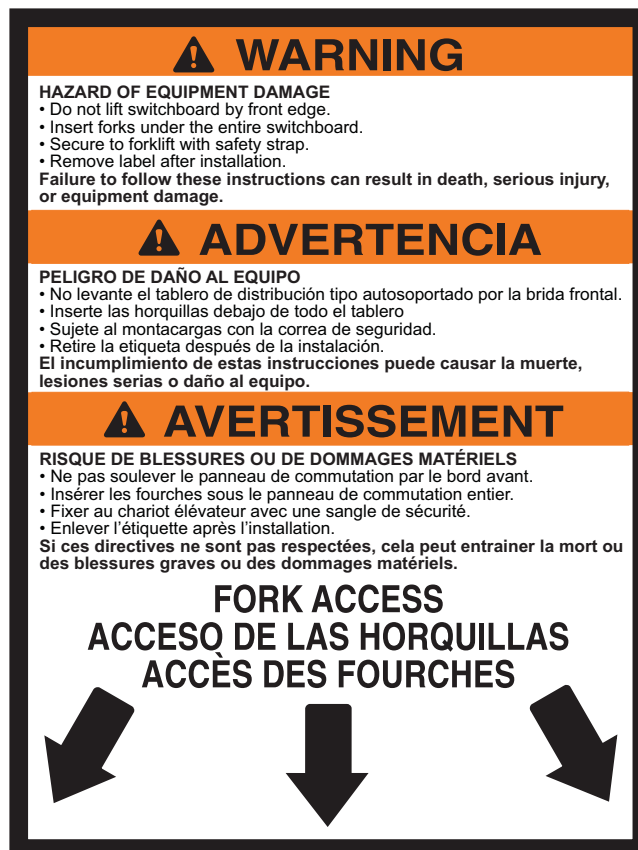 WARNING
HAZARD OF EQUIPMENT DAMAGE
• Do not lift switchboard by front edge.
• Insert forks under the entire switchboard.
• Secure to forklift with safety strap.
• Remove label after installation.
Failure to follow these instructions can result in death, serious injury,
or equipment damage.
ADVERTENCIA
PELIGRO DE DAÑO AL EQUIPO
• No levante el tablero de distribución tipo autosoportado por la brida frontal.
• Inserte las horquillas debajo de todo el tablero
• Sujete al montacargas con la correa de seguridad.
• Retire la etiqueta después de la instalación.
El incumplimiento de estas instrucciones puede causar la muerte,
lesiones serias o daño al equipo.
AVERTISSEMENT
RISQUE DE BLESSURES OU DE DOMMAGES MATÉRIELS
• Ne pas soulever le panneau de commutation par le bord avant.
• Insérer les fourches sous le panneau de commutation entier.
• Fixer au chariot élévateur avec une sangle de sécurité.
• Enlever l’étiquette après l’installation.
Si ces directives ne sont pas respectées, cela peut entrainer la mort ou
des blessures graves ou des dommages matériels.
FORK ACCESS
ACCESO DE LAS HORQUILLAS
ACCÈS DES FOURCHES